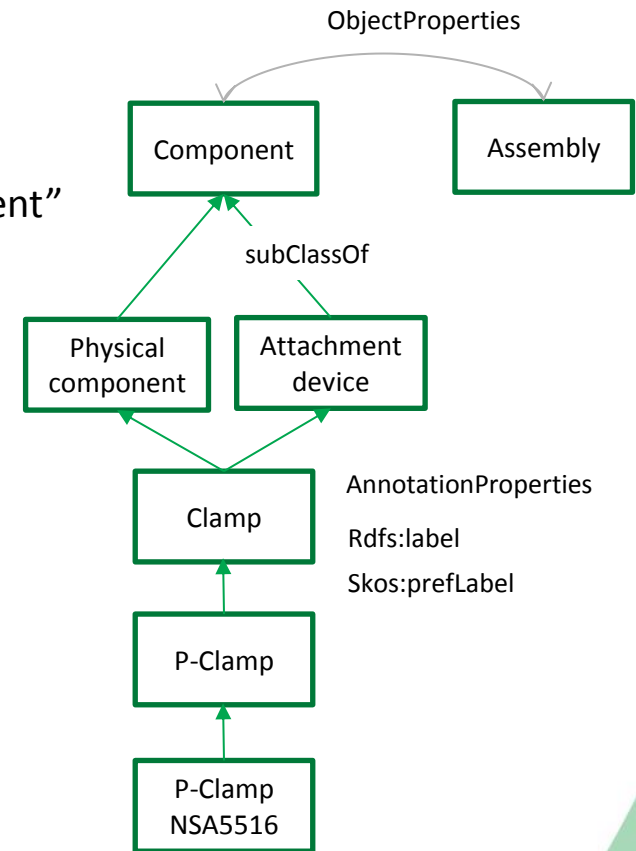 ObjectProperties
Component
Assembly
ent”
subClassOf
Physical
component
Attachment
device
Clamp
AnnotationProperties
Rdfs:label
Skos:prefLabel
P-Clamp
P-Clamp
NSA5516